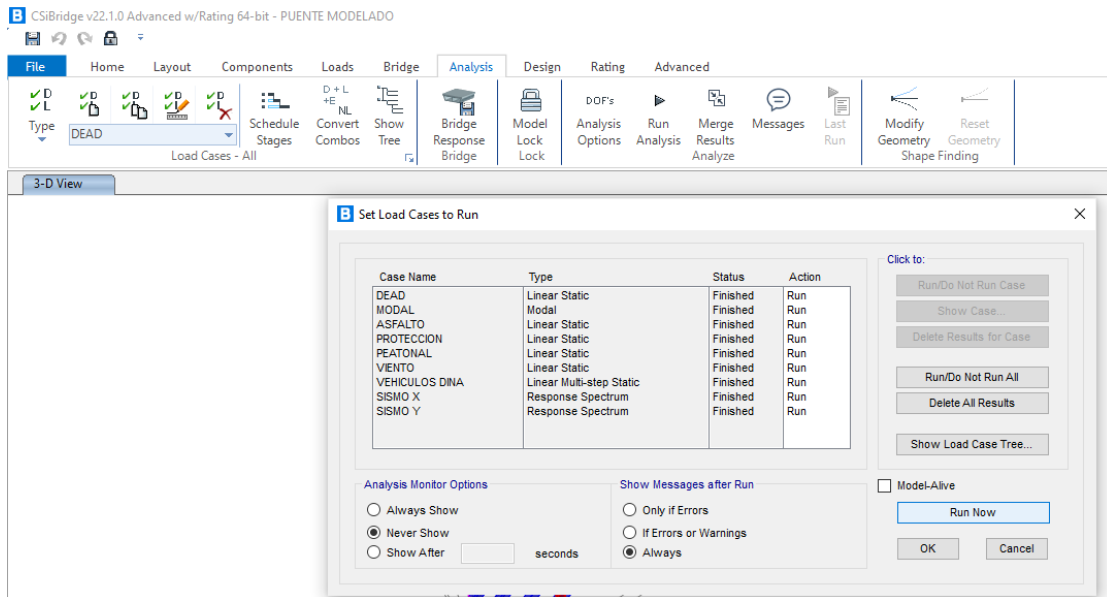 B CSiBridge v22.1.0 Advanced w/Rating 64-bit - PUENTE MODELADO
File Home Layout Components Loads Bridge Analysis Design Rating Advanced
Type
DEAD
Schedule Stages
D + L +E NL
Convert Combos
Show Tree
Load Cases - All
Bridge Response
Bridge
Model Lock
Lock
DOF's
Analysis Options
Run Analysis
Merge Results
Messages
Last Run
Analyze
Modify Geometry
Reset Geometry
Shape Finding
3-D View
B Set Load Cases to Run
Case Name Type Status Action
DEAD Linear Static Finished Run
MODAL Modal Finished Run
ASFALTO Linear Static Finished Run
PROTECCION Linear Static Finished Run
PEATONAL Linear Static Finished Run
VIENTO Linear Static Finished Run
VEHICULOS DINA Linear Multi-step Static Finished Run
SISMO X Response Spectrum Finished Run
SISMO Y Response Spectrum Finished Run
Click to:
Run/Do Not Run Case
Show Case...
Delete Results for Case
Run/Do Not Run All
Delete All Results
Show Load Case Tree...
Analysis Monitor Options
Always Show
Never Show
Show After seconds
Show Messages after Run
Only if Errors
If Errors or Warnings
Always
Model-Alive
Run Now
OK Cancel